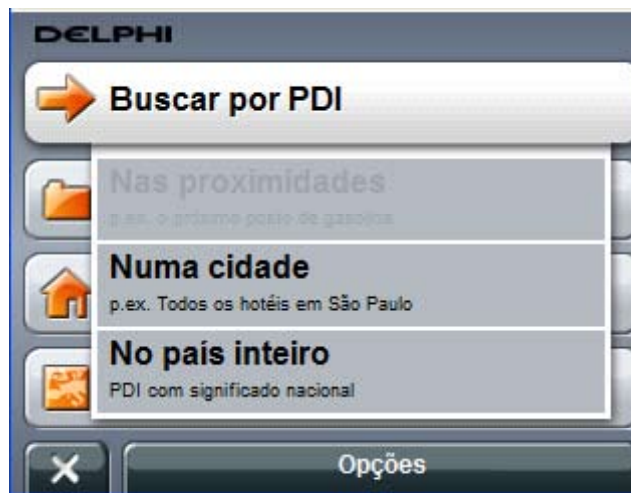 DELPHI
Buscar por PDI
Nas proximidades
p.ex. o próximo posto de gasolina
Numa cidade
p.ex. Todos os hotéis em São Paulo
No país inteiro
PDI com significado nacional
Opções